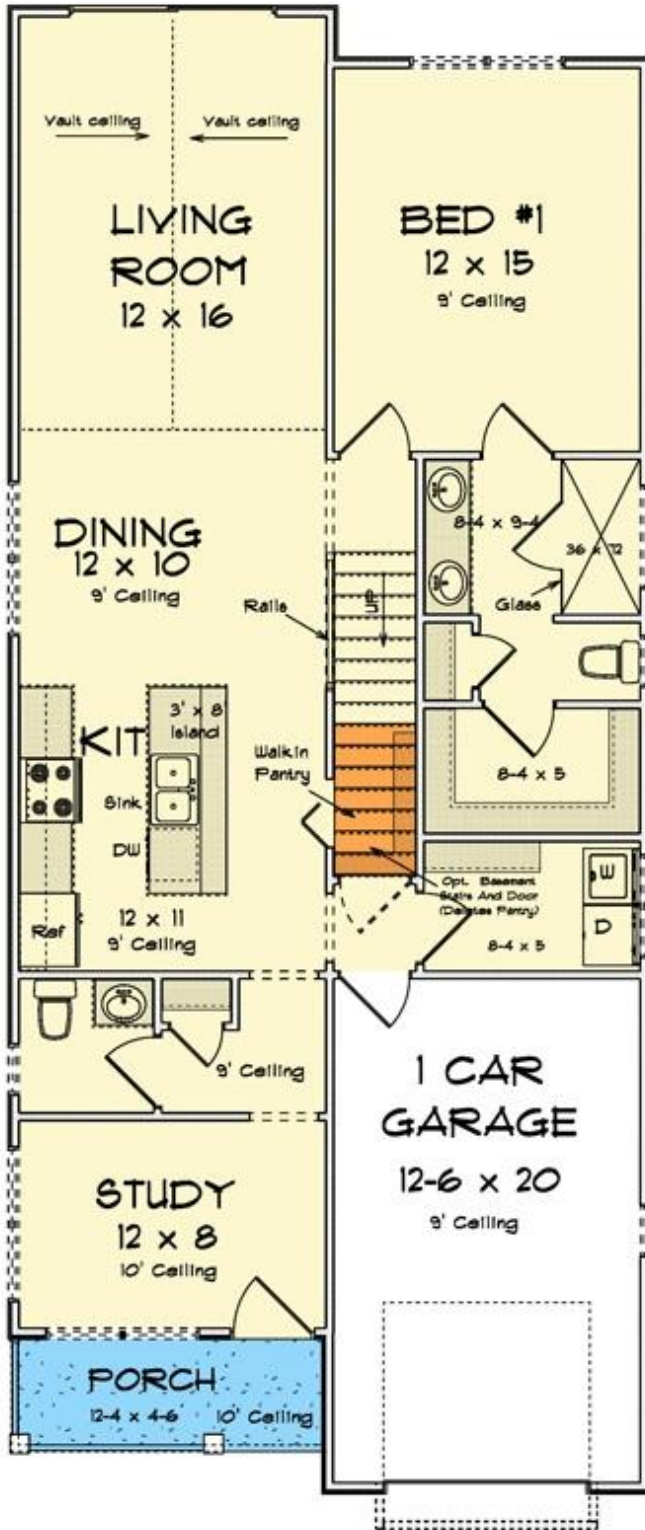 Vault ceiling
Vault ceiling
LIVING
ROOM
12 x 16
BED #1
12 x 15
9' Ceiling
DINING
12 x 10
9' Ceiling
Rails
UP
8-4 x 9-4
36 x 72
Glass
KIT
3' x 8'
island
Sink
DW
Walkin
Pantry
8-4 x 5
Ref
12 x 11
9' Ceiling
Opt. Basement
Stairs And Door
(Deletes Pantry)
W
D
8-4 x 5
9' Ceiling
1 CAR
GARAGE
12-6 x 20
9' Ceiling
STUDY
12 x 8
10' Ceiling
PORCH
12-4 x 4-6
10' Ceiling